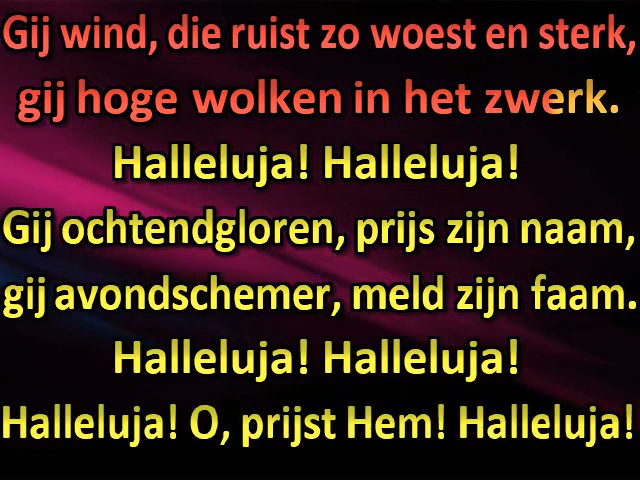 Gij wind, die ruist zo woest en sterk,
gij hoge wolken in het zwerk.
Halleluja! Halleluja!
Gij ochtendgloren, prijs zijn naam,
gij avondschemer, meld zijn faam.
Halleluja! Halleluja!
Halleluja! O, prijst Hem! Halleluja!